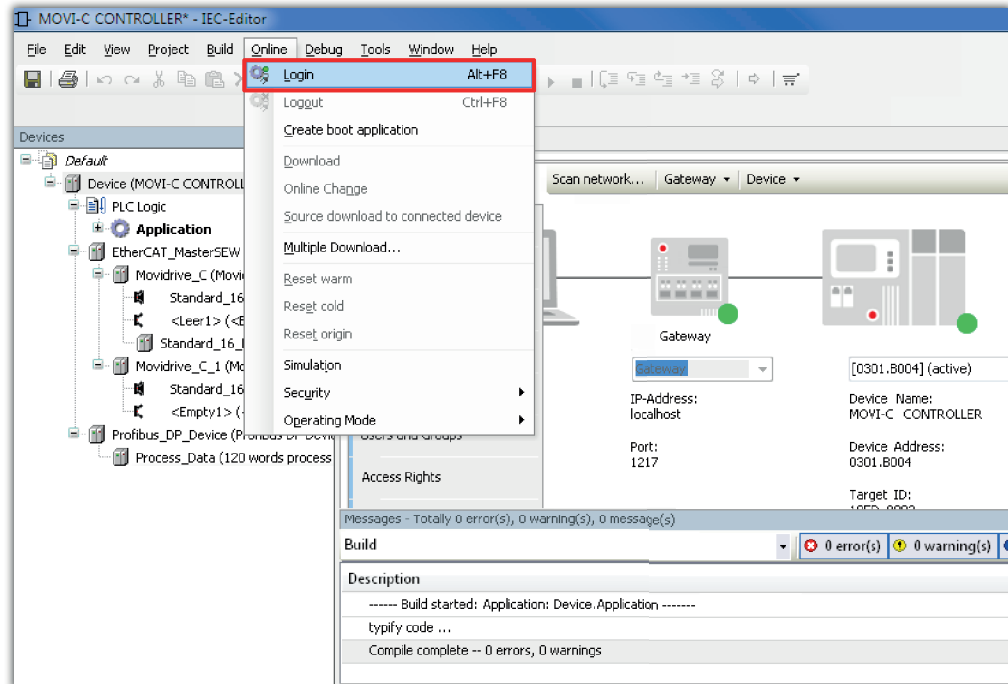 MOVI-C CONTROLLER* - IEC-Editor
File Edit View Project Build Online Debug Tools Window Help
Login Alt+F8
Logout Ctrl+F8
Create boot application
Download
Online Change
Source download to connected device
Multiple Download...
Reset warm
Reset cold
Reset origin
Simulation
Security
Operating Mode
Devices
Default
Device (MOVI-C CONTROLL
PLC Logic
Application
EtherCAT_MasterSEW
Movidrive_C (Movi
Standard_16
<Leer1> (<E
Standard_16_
Movidrive_C_1 (Mo
Standard_16
<Empty1> (
Profibus_DP_Device (Profibus DP Devic
Process_Data (120 words process
Scan network... Gateway Device
Users and Groups
Access Rights
Gateway
Gateway
IP-Address:
localhost
Port:
1217
[0301.B004] (active)
Device Name:
MOVI-C CONTROLLER
Device Address:
0301.B004
Target ID:
Messages - Totally 0 error(s), 0 warning(s), 0 message(s)
Build 0 error(s) 0 warning(s)
Description
------ Build started: Application: Device.Application -------
typify code ...
Compile complete -- 0 errors, 0 warnings